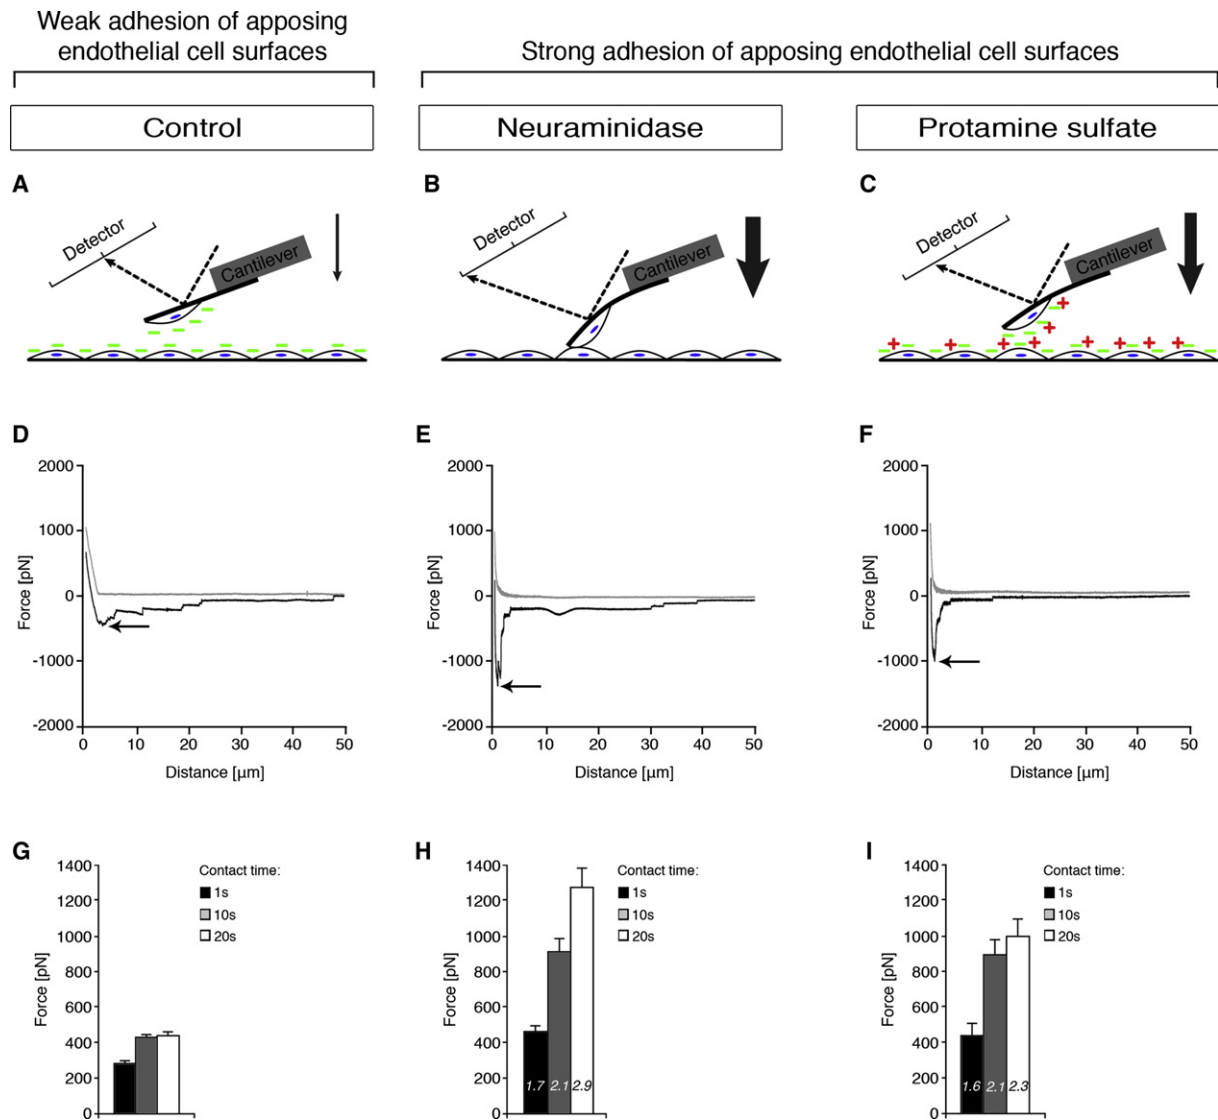 Weak adhesion of apposing
endothelial cell surfaces
Strong adhesion of apposing endothelial cell surfaces
Control
Neuraminidase
Protamine sulfate
A
B
C
Detector
Cantilever
Detector
Cantilever
Detector
Cantilever
D
E
F
2000
1000
0
-1000
-2000
Force [pN]
0 10 20 30 40 50
Distance [µm]
2000
1000
0
-1000
-2000
Force [pN]
0 10 20 30 40 50
Distance [µm]
2000
1000
0
-1000
-2000
Force [pN]
0 10 20 30 40 50
Distance [µm]
G
H
I
1400
1200
1000
800
600
400
200
0
Force [pN]
Contact time:
1s
10s
20s
1400
1200
1000
800
600
400
200
0
Force [pN]
Contact time:
1s
10s
20s
1.7 2.1 2.9
1400
1200
1000
800
600
400
200
0
Force [pN]
Contact time:
1s
10s
20s
1.6 2.1 2.3